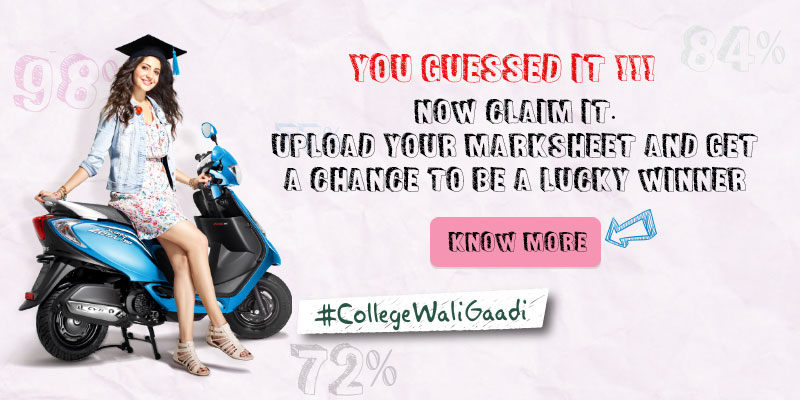 98%
84%
YOU GUESSED IT !!!
NOW CLAIM IT.
UPLOAD YOUR MARKSHEET AND GET
A CHANCE TO BE A LUCKY WINNER
KNOW MORE
#CollegeWaliGaadi
72%